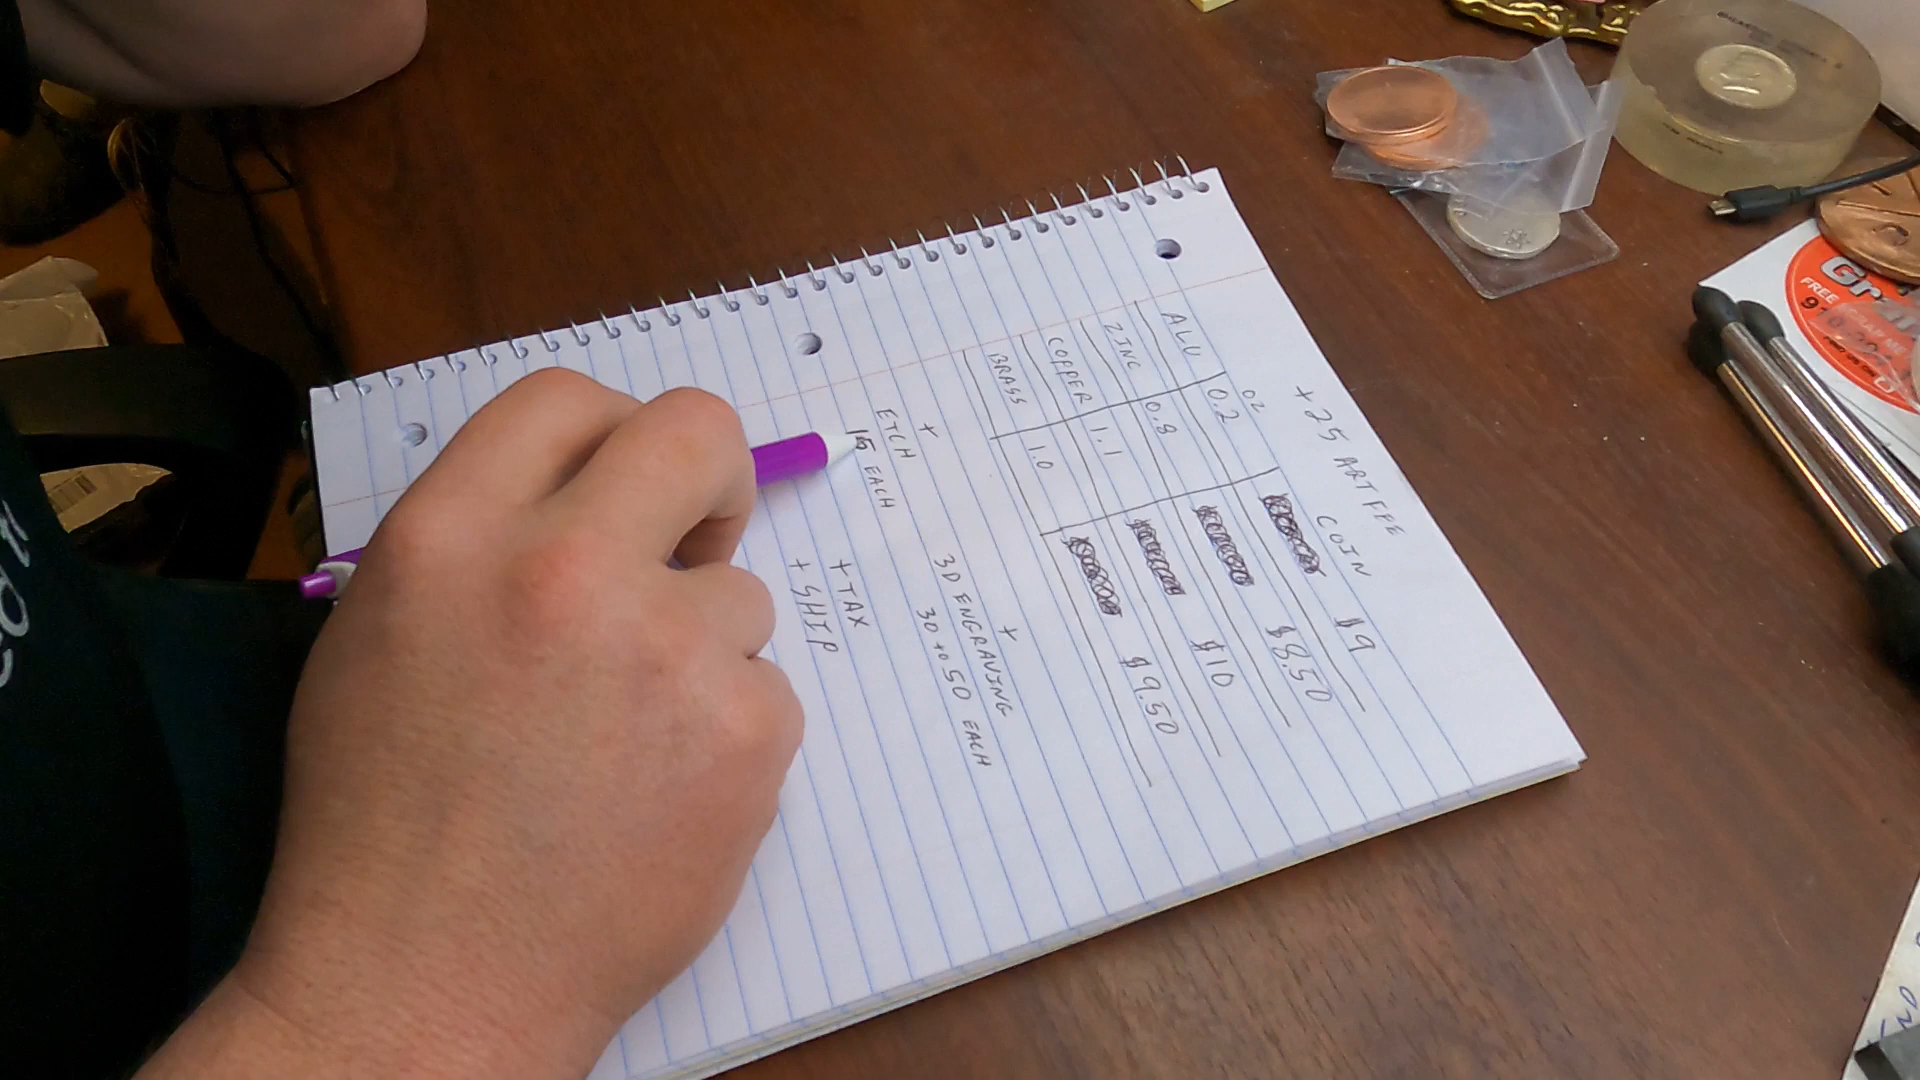 +25 ART FEE
OZ COIN
ALU 0.2 $9
ZINC 0.8 $8.50
COPPER 1.1 $10
BRASS 1.0 $9.50
+
ETCH
15 EACH
+
3D ENGRAVING
30 to 50 EACH
+TAX
+SHIP
FREE